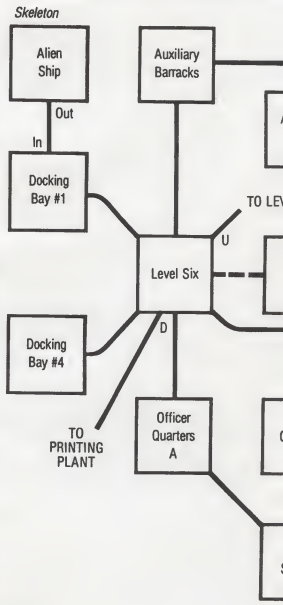 Skeleton
Alien
Ship
Auxiliary
Barracks
Out
In
Docking
Bay #1
TO
U
Level Six
D
Docking
Bay #4
TO
PRINTING
PLANT
Officer
Quarters
A